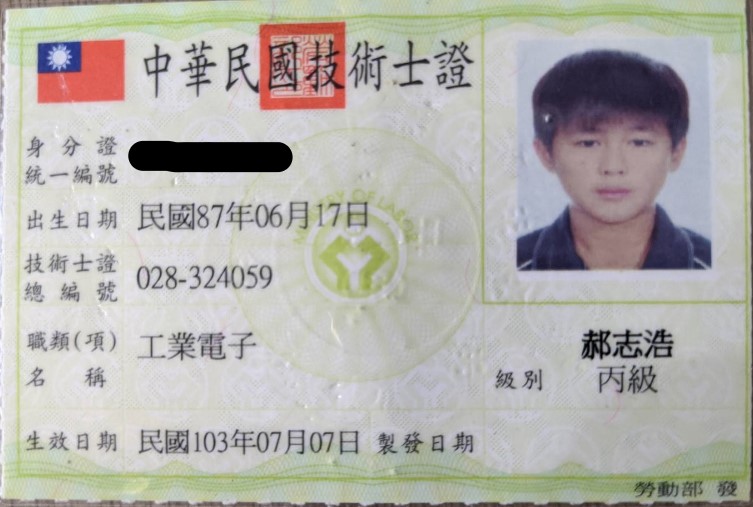 中華民國技術士證
身分證
統一編號
出生日期 民國87年06月17日
技術士證
總編號 028-324059
職類(項)
名稱 工業電子
郝志浩
級別 丙級
生效日期 民國103年07月07日 製發日期
勞動部 發
MINISTRY OF LABOR